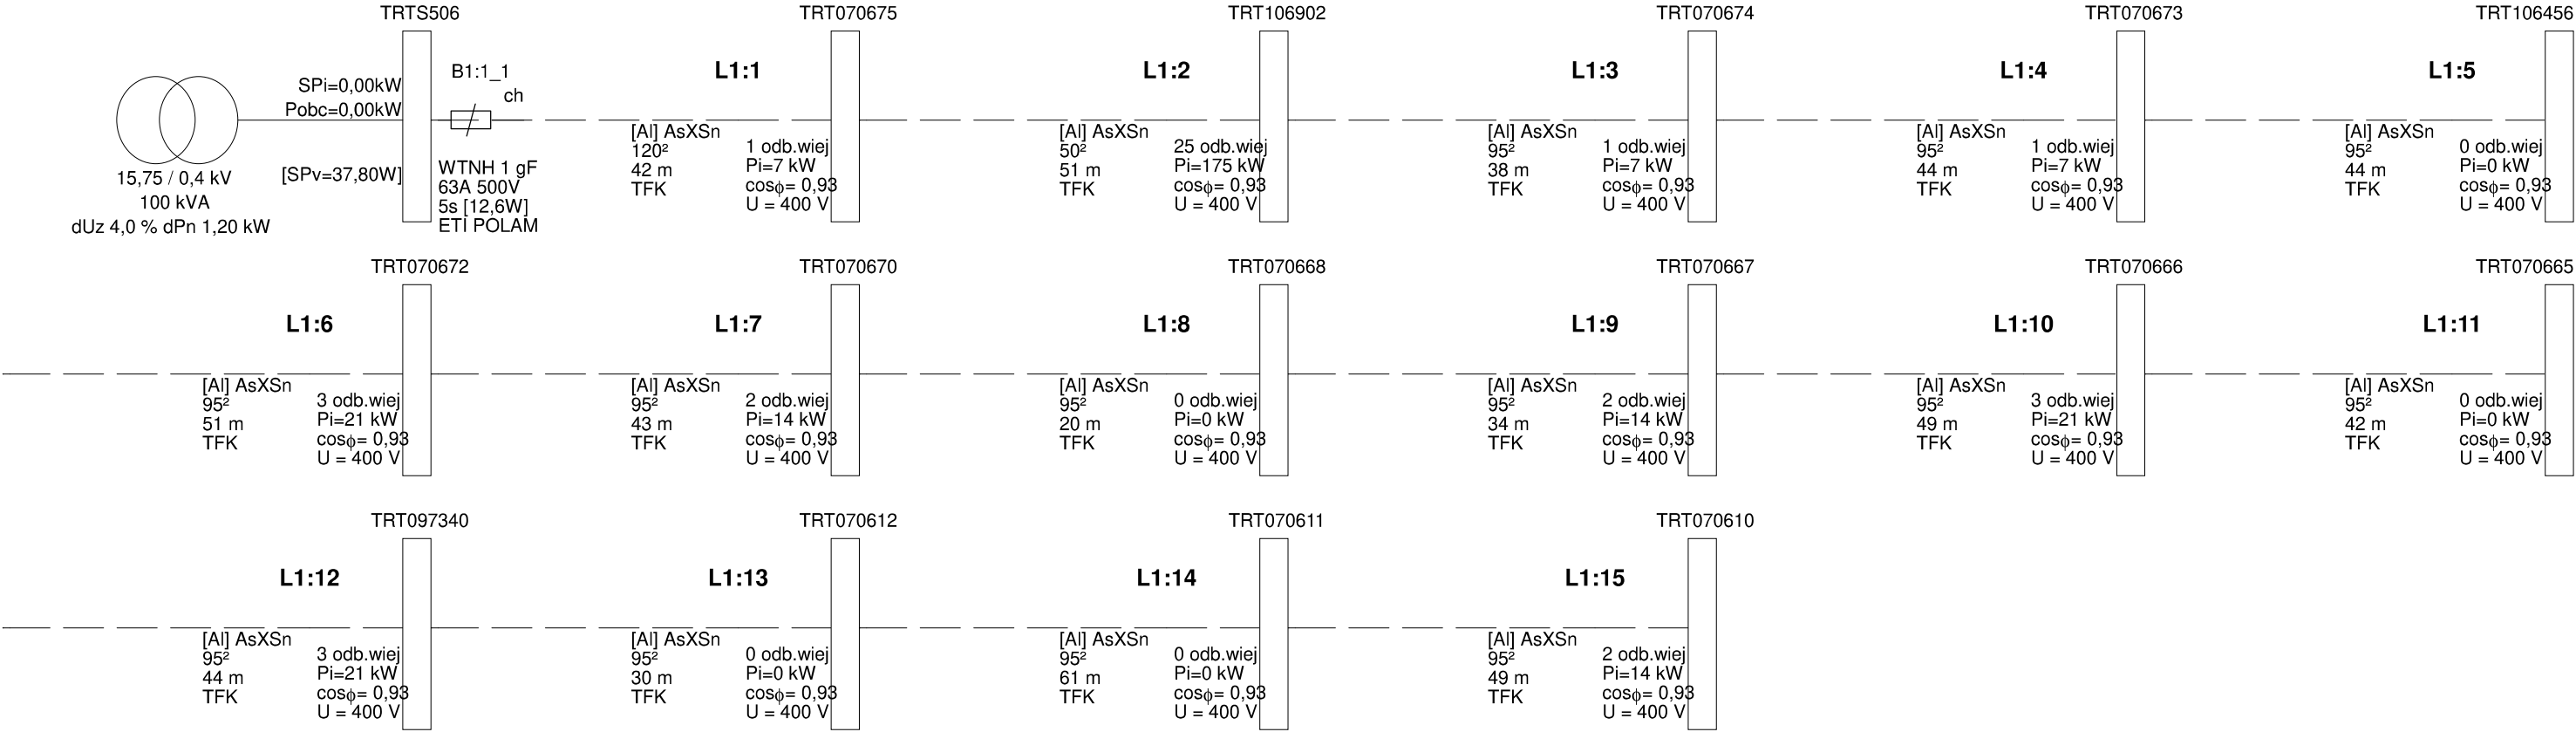 TRTS506
TRT070675
TRT106902
TRT070674
TRT070673
TRT106456
SPi=0,00kW
Pobc=0,00kW
[SPv=37,80W]
15,75 / 0,4 kV
100 kVA
dUz 4,0 % dPn 1,20 kW
B1:1_1
ch
WTNH 1 gF
63A 500V
5s [12,6W]
ETI POLAM
L1:1
[Al] AsXSn
120²
42 m
TFK
1 odb.wiej
Pi=7 kW
cosϕ= 0,93
U = 400 V
L1:2
[Al] AsXSn
50²
51 m
TFK
25 odb.wiej
Pi=175 kW
cosϕ= 0,93
U = 400 V
L1:3
[Al] AsXSn
95²
38 m
TFK
1 odb.wiej
Pi=7 kW
cosϕ= 0,93
U = 400 V
L1:4
[Al] AsXSn
95²
44 m
TFK
1 odb.wiej
Pi=7 kW
cosϕ= 0,93
U = 400 V
L1:5
[Al] AsXSn
95²
44 m
TFK
0 odb.wiej
Pi=0 kW
cosϕ= 0,93
U = 400 V
TRT070672
TRT070670
TRT070668
TRT070667
TRT070666
TRT070665
L1:6
[Al] AsXSn
95²
51 m
TFK
3 odb.wiej
Pi=21 kW
cosϕ= 0,93
U = 400 V
L1:7
[Al] AsXSn
95²
43 m
TFK
2 odb.wiej
Pi=14 kW
cosϕ= 0,93
U = 400 V
L1:8
[Al] AsXSn
95²
20 m
TFK
0 odb.wiej
Pi=0 kW
cosϕ= 0,93
U = 400 V
L1:9
[Al] AsXSn
95²
34 m
TFK
2 odb.wiej
Pi=14 kW
cosϕ= 0,93
U = 400 V
L1:10
[Al] AsXSn
95²
49 m
TFK
3 odb.wiej
Pi=21 kW
cosϕ= 0,93
U = 400 V
L1:11
[Al] AsXSn
95²
42 m
TFK
0 odb.wiej
Pi=0 kW
cosϕ= 0,93
U = 400 V
TRT097340
TRT070612
TRT070611
TRT070610
L1:12
[Al] AsXSn
95²
44 m
TFK
3 odb.wiej
Pi=21 kW
cosϕ= 0,93
U = 400 V
L1:13
[Al] AsXSn
95²
30 m
TFK
0 odb.wiej
Pi=0 kW
cosϕ= 0,93
U = 400 V
L1:14
[Al] AsXSn
95²
61 m
TFK
0 odb.wiej
Pi=0 kW
cosϕ= 0,93
U = 400 V
L1:15
[Al] AsXSn
95²
49 m
TFK
2 odb.wiej
Pi=14 kW
cosϕ= 0,93
U = 400 V